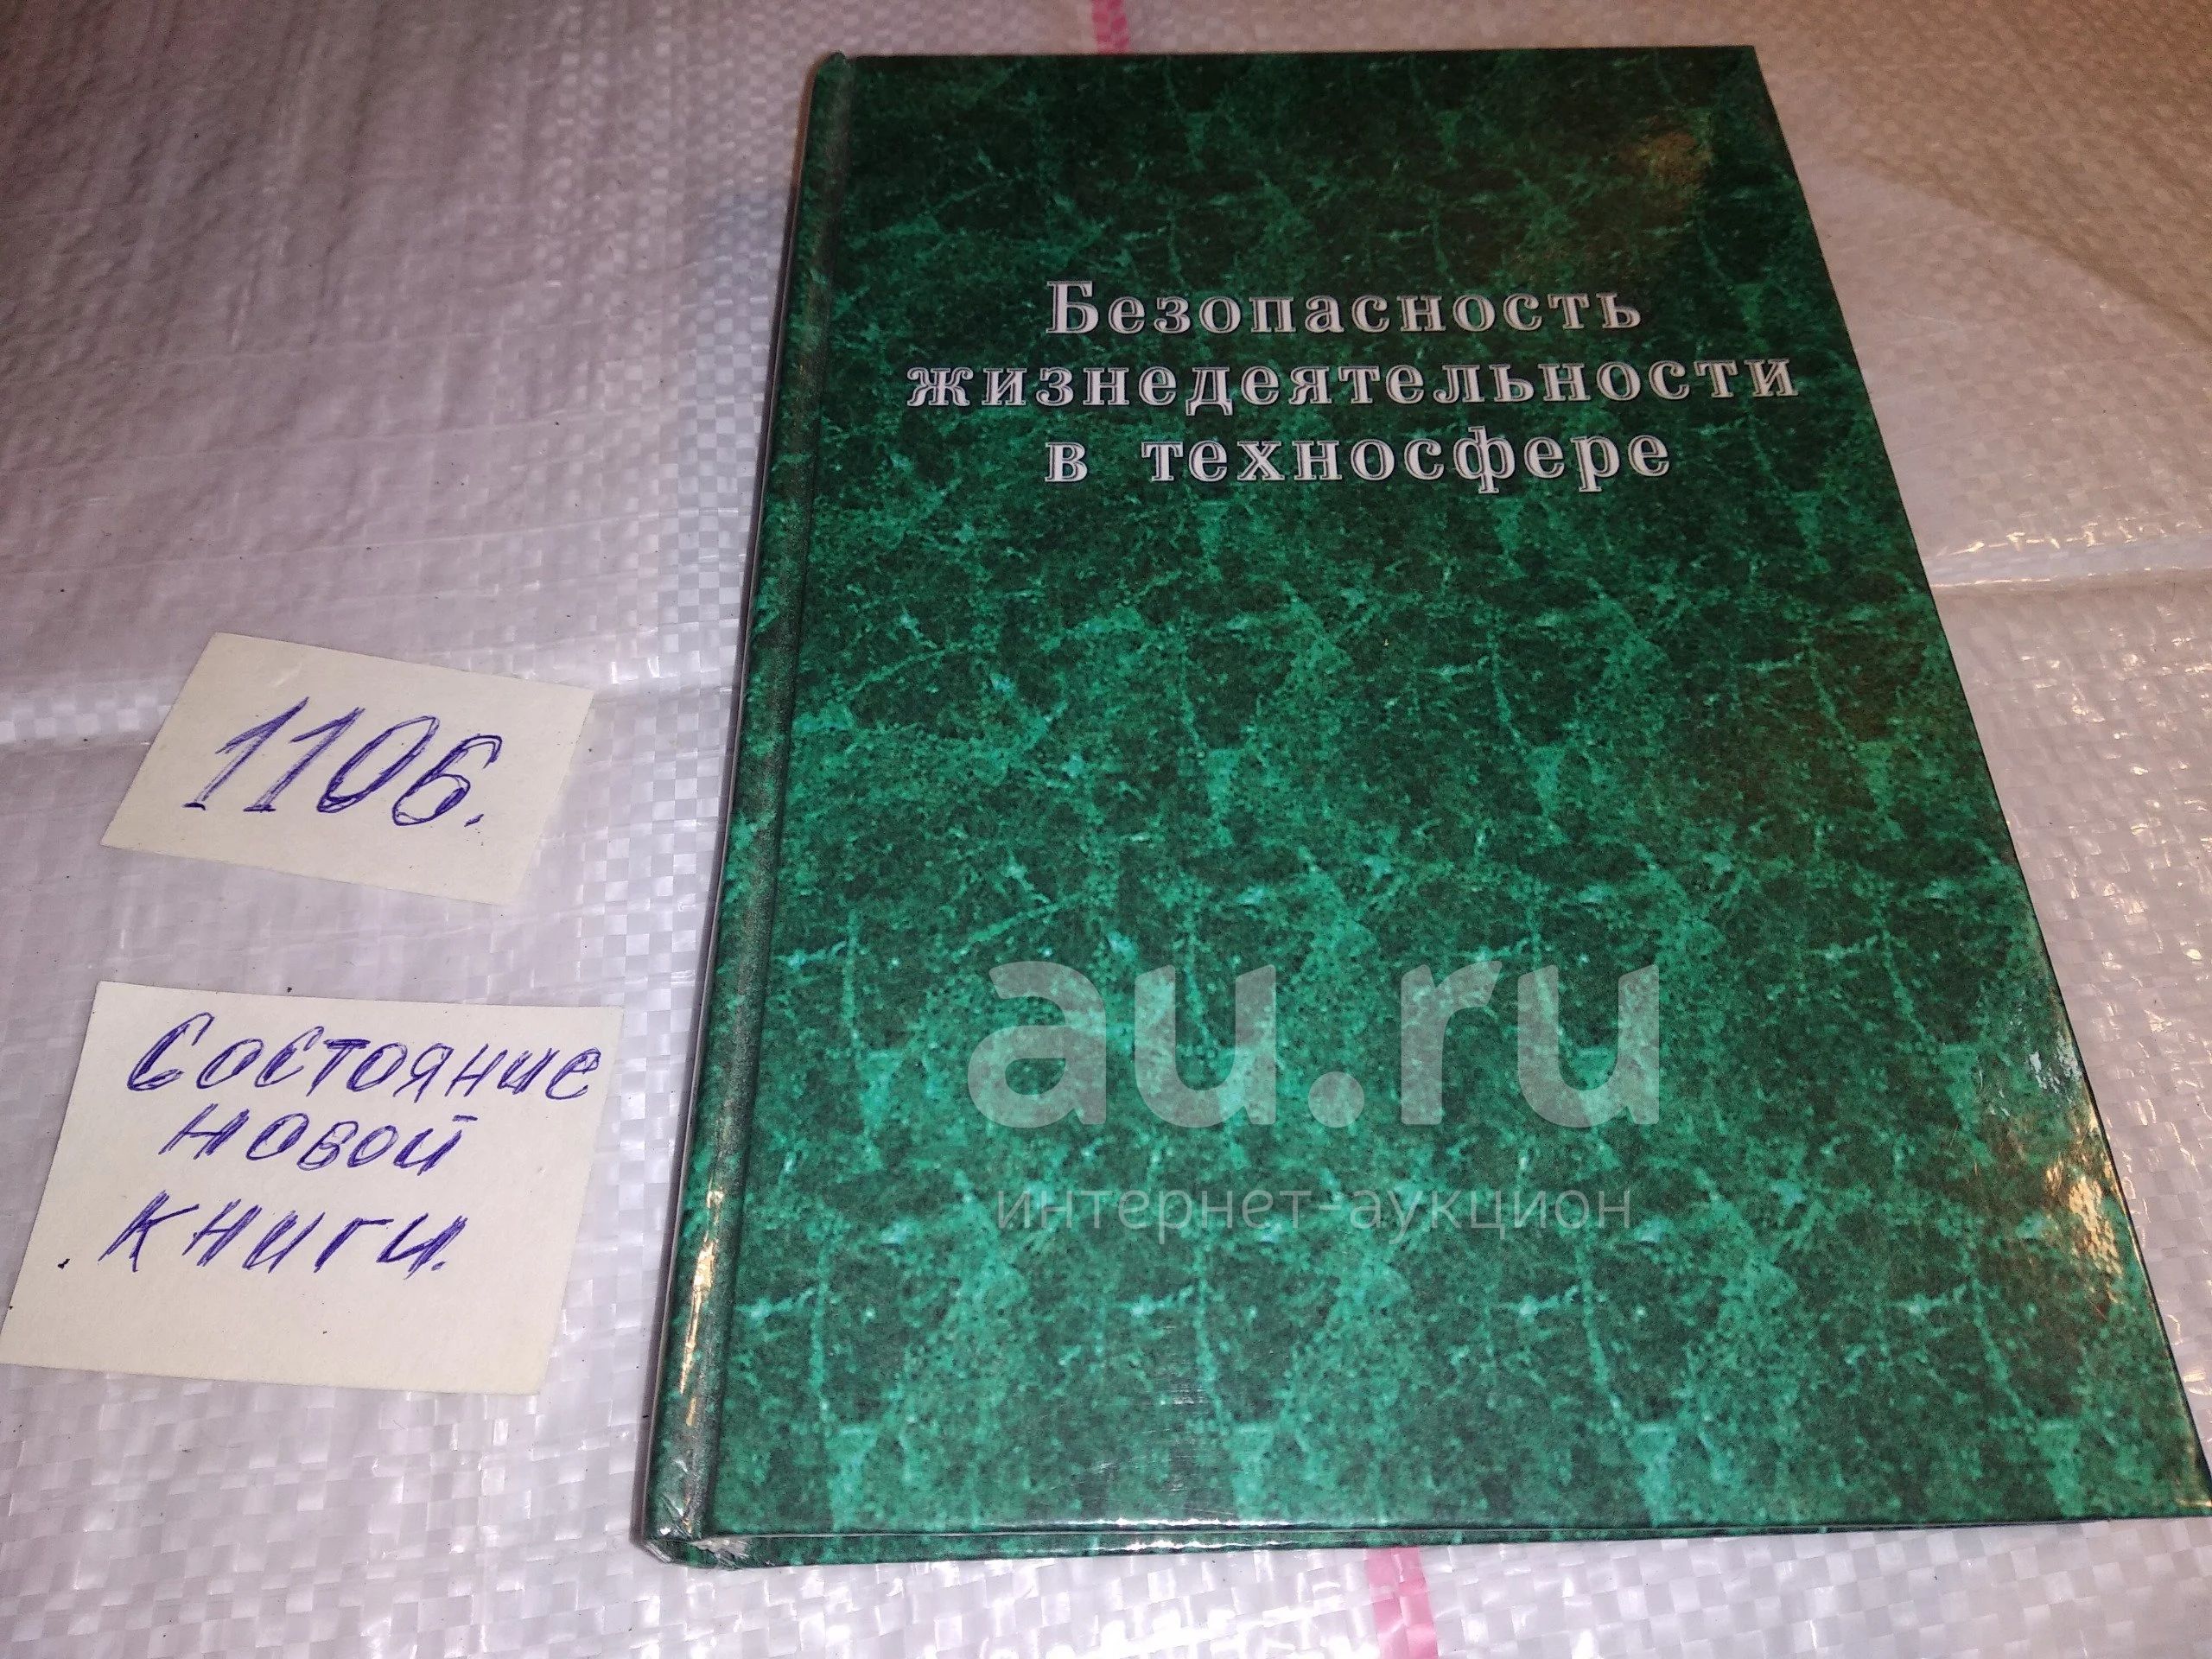 Безопасность
жизнедеятельности
в техносфере
1106.
Состояние
новой
книги.
au.ru
интернет-аукцион